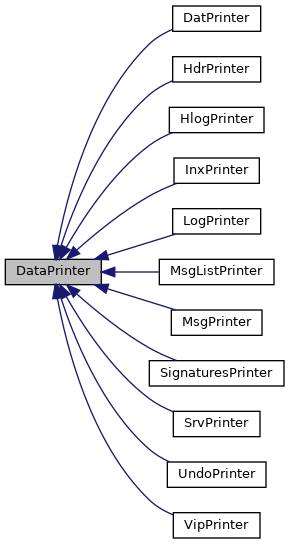 DatPrinter
HdrPrinter
HlogPrinter
InxPrinter
LogPrinter
DataPrinter
MsgListPrinter
MsgPrinter
SignaturesPrinter
SrvPrinter
UndoPrinter
VipPrinter